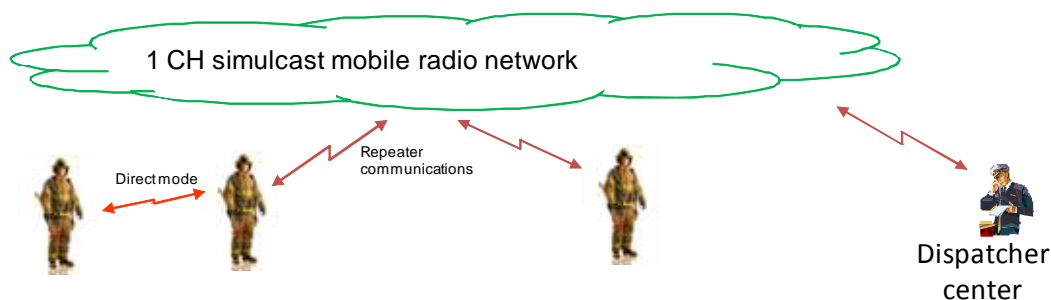 1 CH simulcast mobile radio network
Repeater
communications
Direct mode
Dispatcher
center